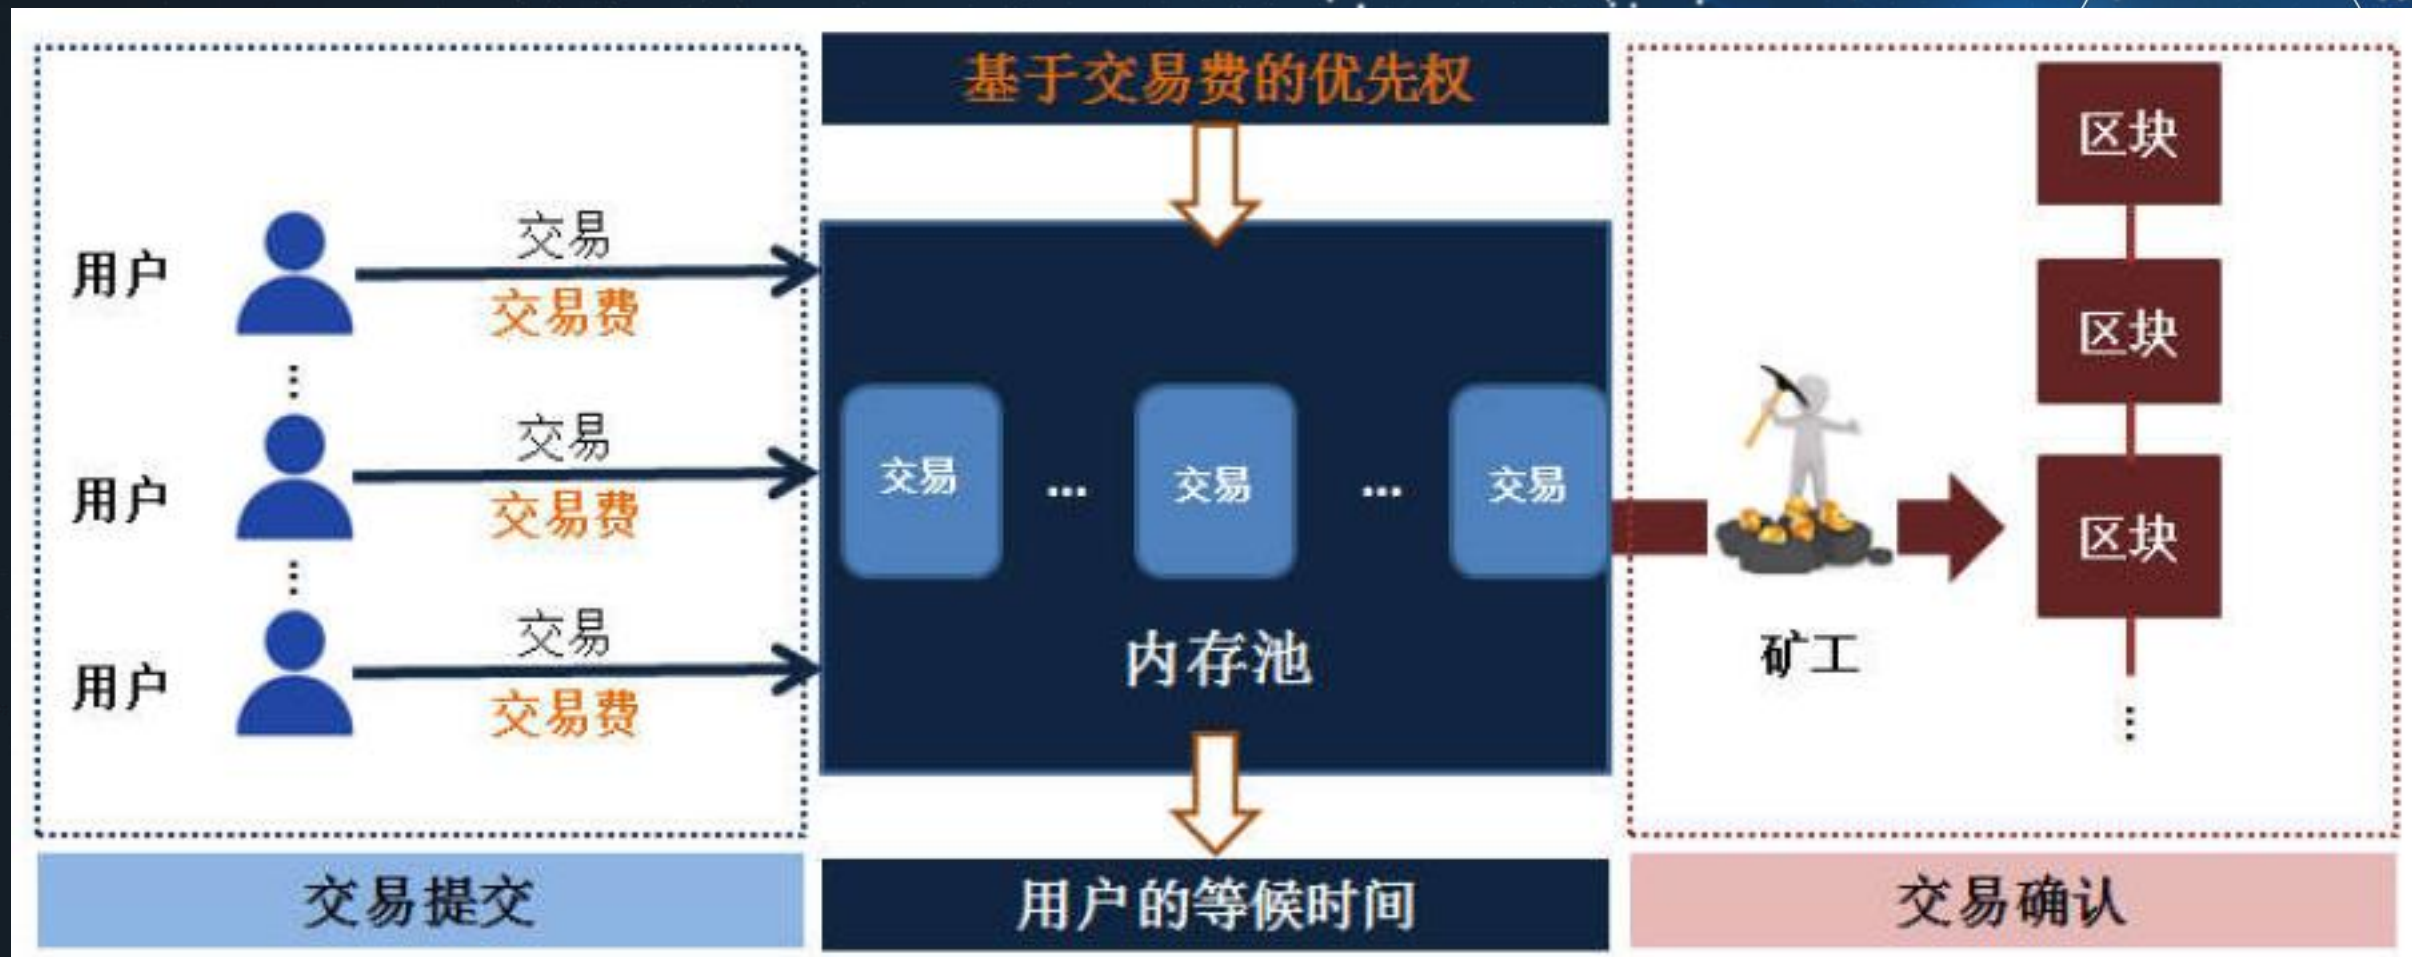 基于交易费的优先权
用户
交易
交易费
...
用户
交易
交易费
...
用户
交易
交易费
交易提交
交易 ... 交易 ... 交易
内存池
用户的等候时间
矿工
区块
区块
区块
...
交易确认